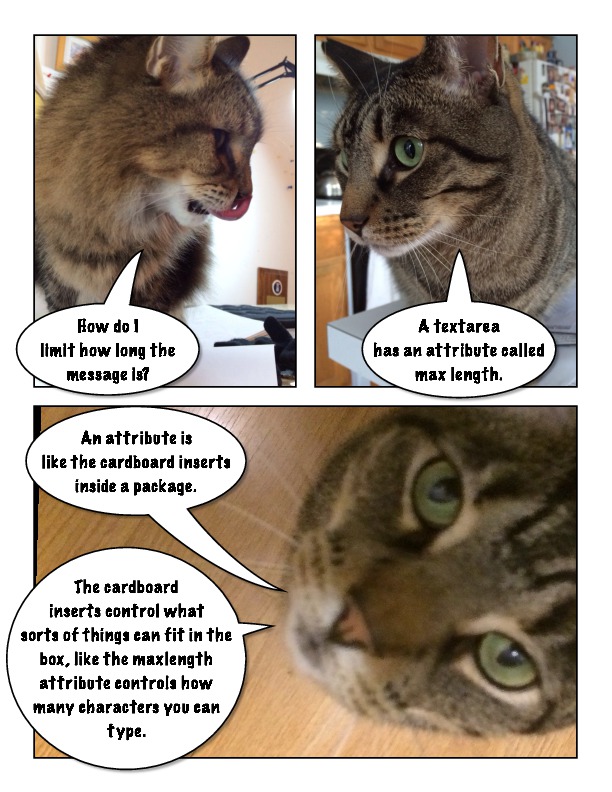 How do I
limit how long the
message is?
A textarea
has an attribute called
max length.
An attribute is
like the cardboard inserts
inside a package.
The cardboard
inserts control what
sorts of things can fit in the
box, like the maxlength
attribute controls how
many characters you can
type.